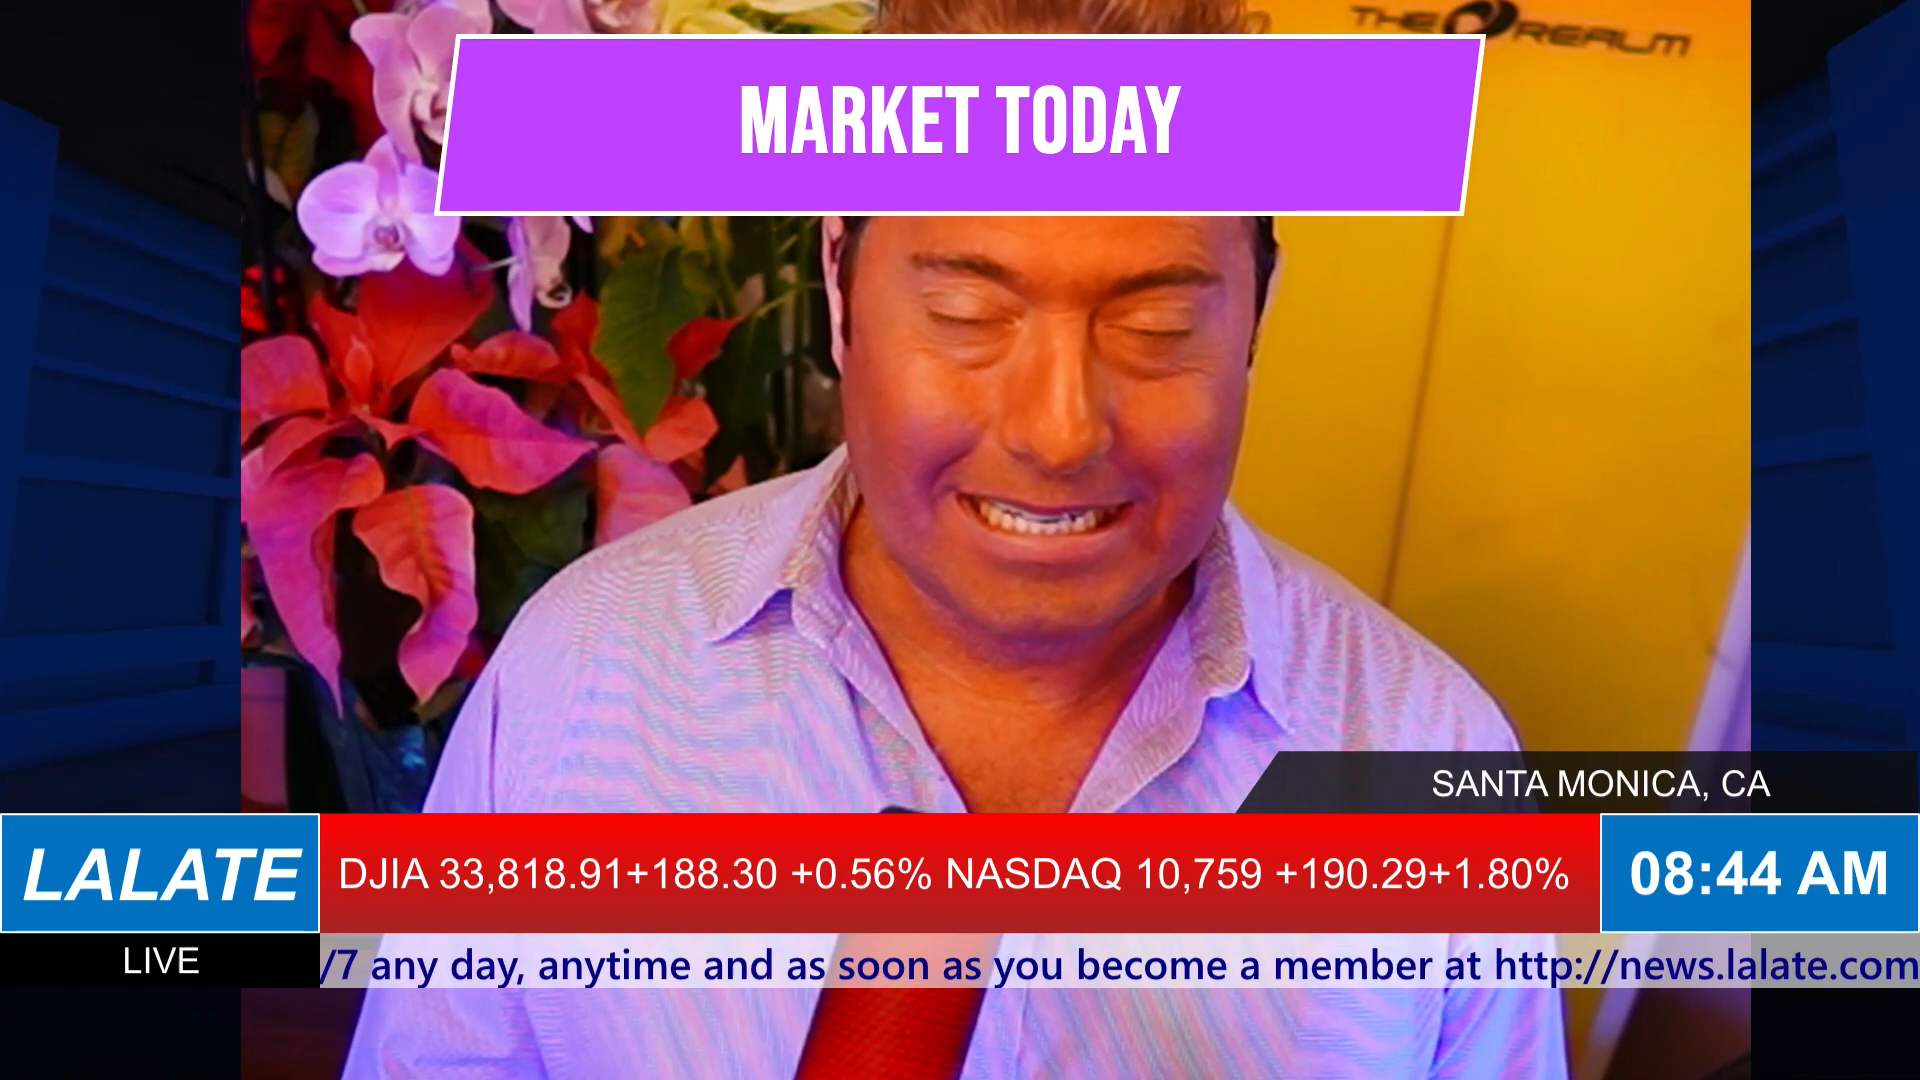 THE REALM
MARKET TODAY
SANTA MONICA, CA
LALATE
DJIA 33,818.91+188.30 +0.56% NASDAQ 10,759 +190.29+1.80%
08:44 AM
LIVE
/7 any day, anytime and as soon as you become a member at http://news.lalate.com